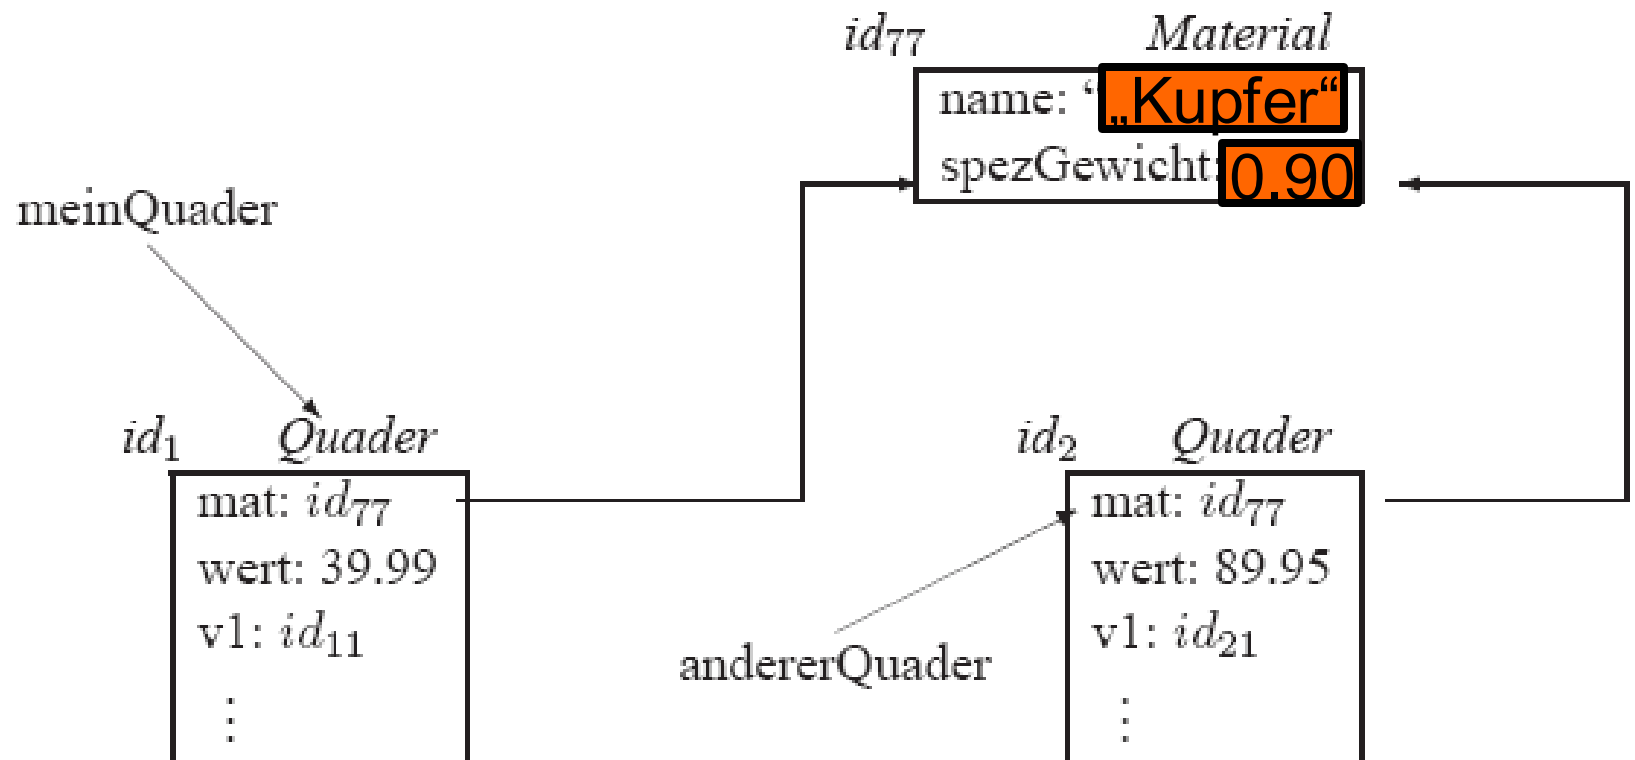 id77 Material
name: “ „Kupfer“
spezGewicht: 0.90
meinQuader
id1 Quader
mat: id77
wert: 39.99
v1: id11
⋮
andererQuader
id2 Quader
mat: id77
wert: 89.95
v1: id21
⋮